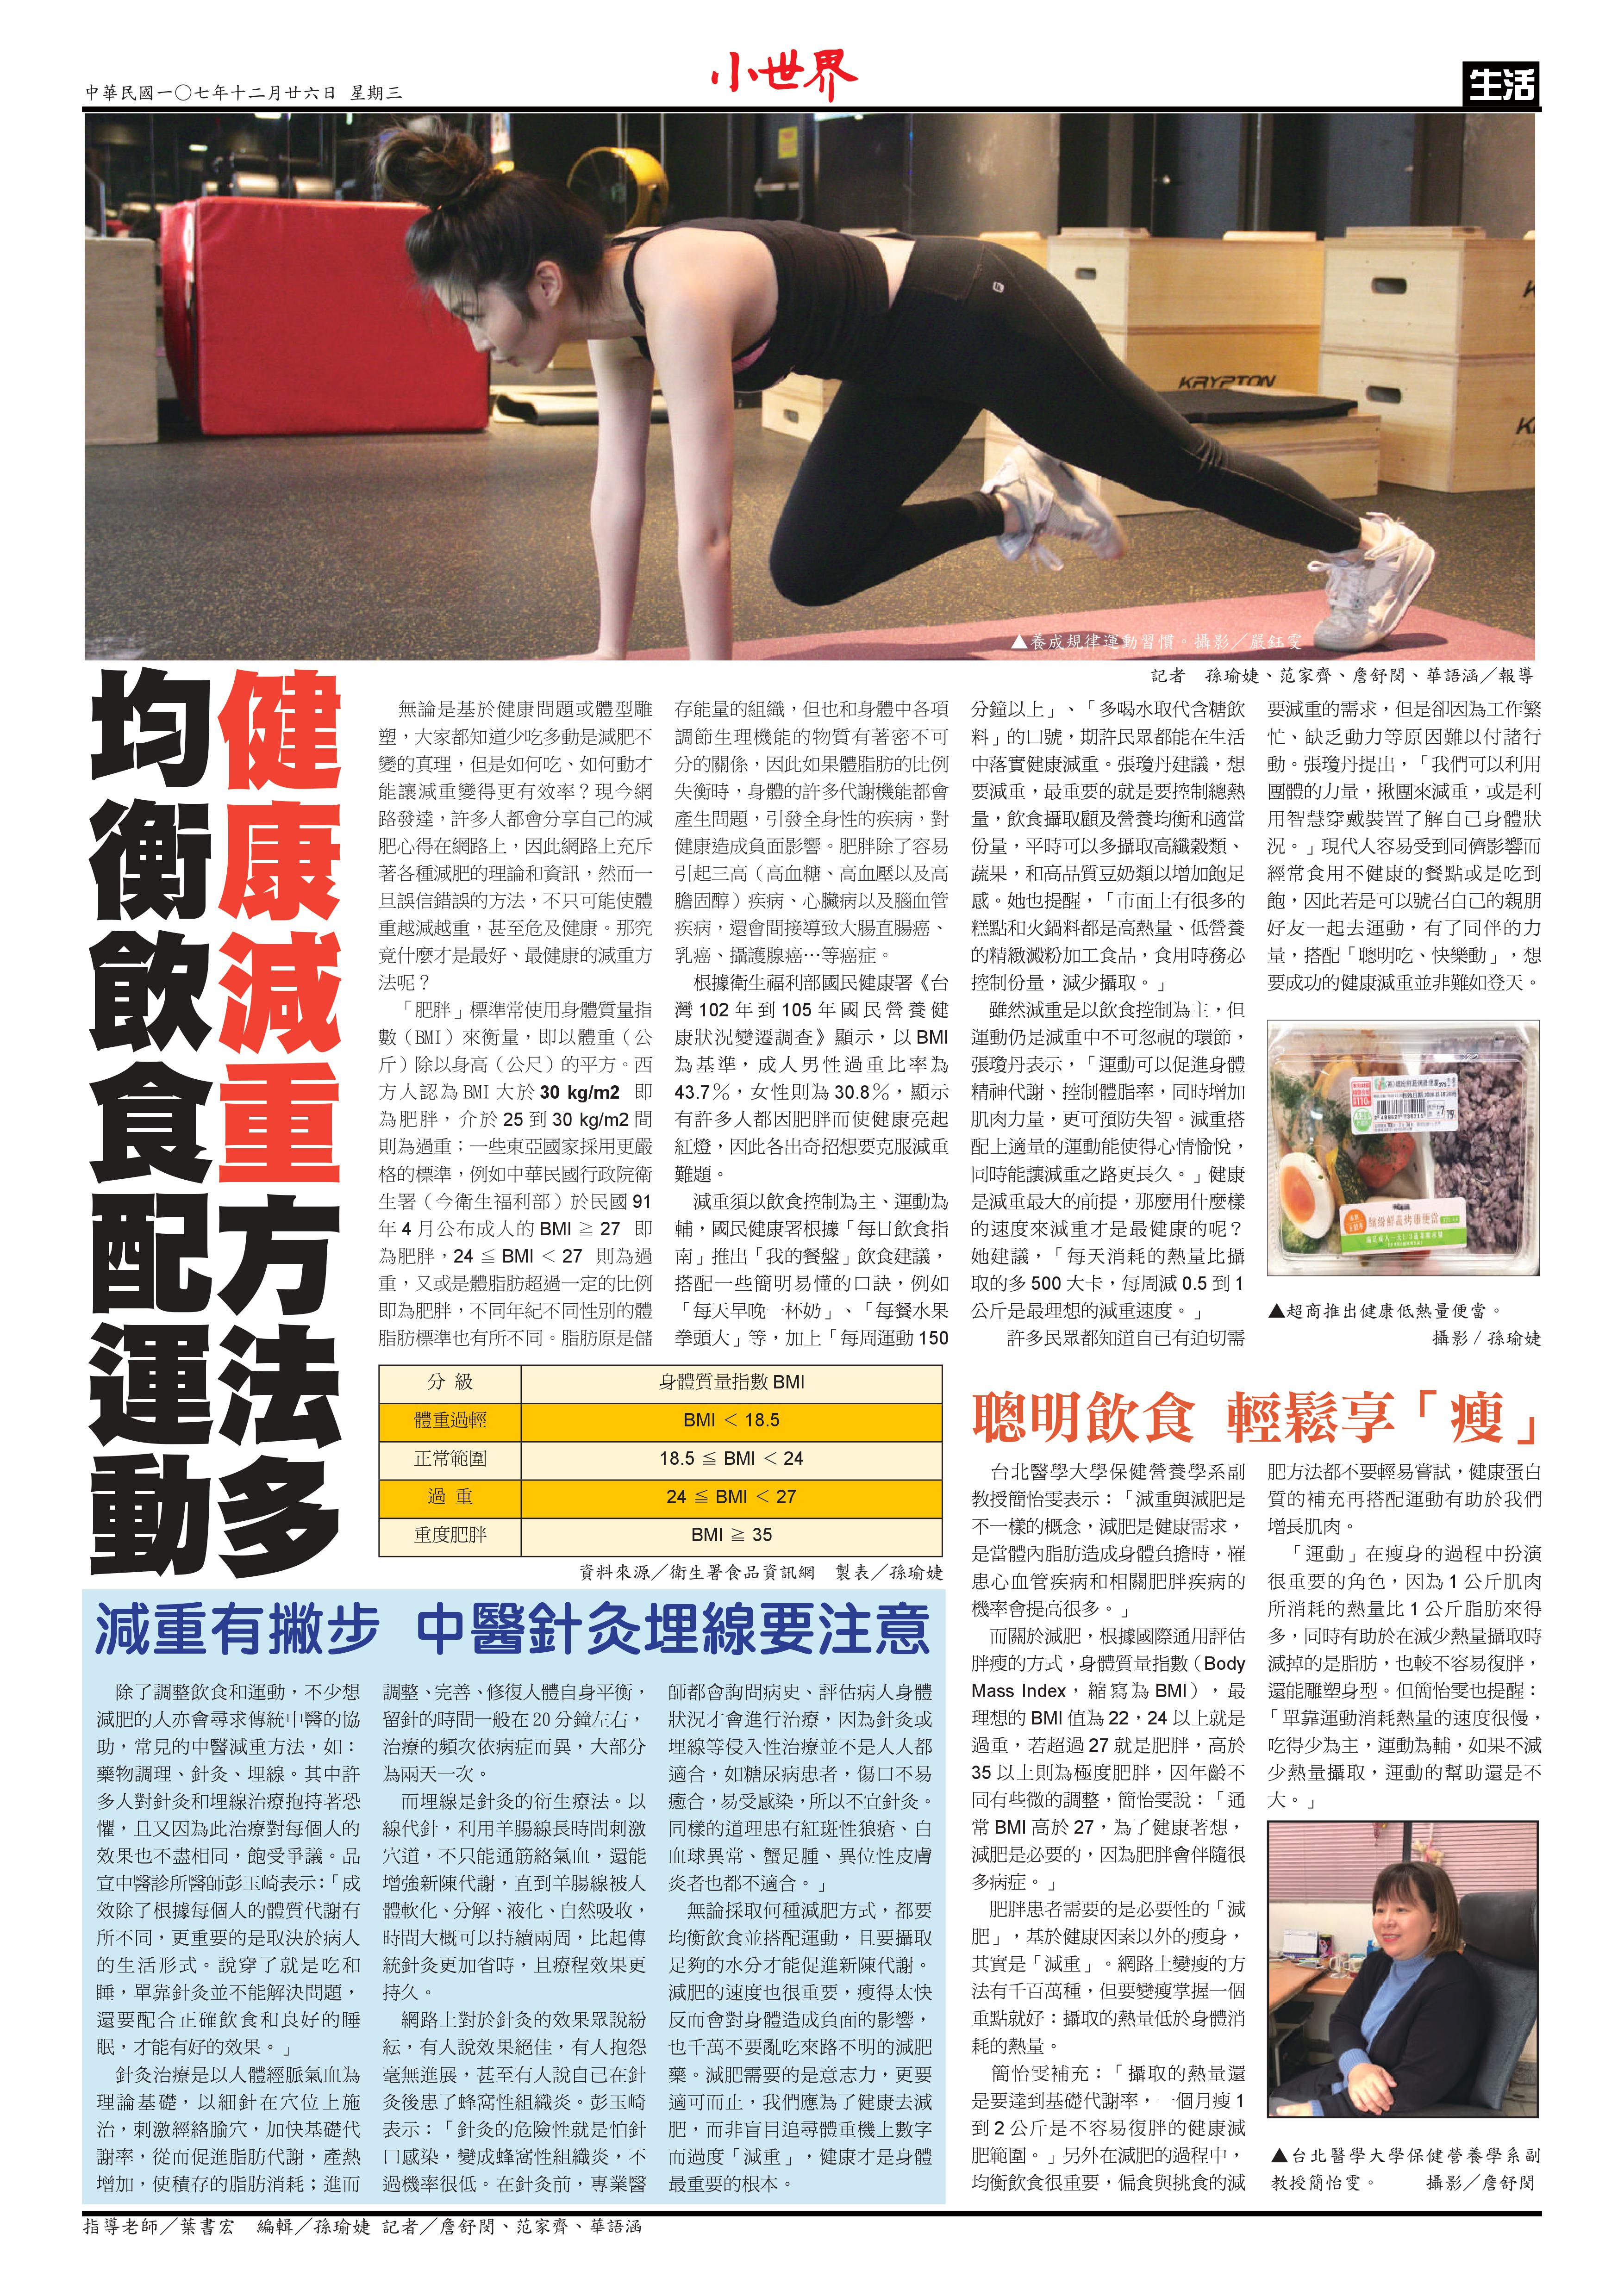 中華民國一〇七年十二月廿六日 星期三
小世界
生活
KRYPTON
▲養成規律運動習慣。攝影／嚴鈺雯
記者　孫瑜婕、范家齊、詹舒閔、華語涵／報導
健康減重方法多
均衡飲食配運動
無論是基於健康問題或體型雕
塑，大家都知道少吃多動是減肥不
變的真理，但是如何吃、如何動才
能讓減重變得更有效率？現今網
路發達，許多人都會分享自己的減
肥心得在網路上，因此網路上充斥
著各種減肥的理論和資訊，然而一
旦誤信錯誤的方法，不只可能使體
重越減越重，甚至危及健康。那究
竟什麼才是最好、最健康的減重方
法呢？
「肥胖」標準常使用身體質量指
數（BMI）來衡量，即以體重（公
斤）除以身高（公尺）的平方。西
方人認為BMI 大於 30 kg/m2 即
為肥胖，介於 25 到 30 kg/m2 間
則為過重；一些東亞國家採用更嚴
格的標準，例如中華民國行政院衛
生署（今衛生福利部）於民國 91
年 4 月公布成人的 BMI ≧ 27 即
為肥胖，24 ≦ BMI < 27 則為過
重，又或是體脂肪超過一定的比例
即為肥胖，不同年紀不同性別的體
脂肪標準也有所不同。脂肪原是儲
存能量的組織，但也和身體中各項
調節生理機能的物質有著密不可
分的關係，因此如果體脂肪的比例
失衡時，身體的許多代謝機能都會
產生問題，引發全身性的疾病，對
健康造成負面影響。肥胖除了容易
引起三高（高血糖、高血壓以及高
膽固醇）疾病、心臟病以及腦血管
疾病，還會間接導致大腸直腸癌、
乳癌、攝護腺癌…等癌症。
根據衛生福利部國民健康署《台
灣 102 年到 105 年國民營養健
康狀況變遷調查》顯示，以 BMI
為基準，成人男性過重比率為
43.7％，女性則為 30.8％，顯示
有許多人都因肥胖而使健康亮起
紅燈，因此各出奇招想要克服減重
難題。
減重須以飲食控制為主、運動為
輔，國民健康署根據「每日飲食指
南」推出「我的餐盤」飲食建議，
搭配一些簡明易懂的口訣，例如
「每天早晚一杯奶」、「每餐水果
拳頭大」等，加上「每周運動 150
分鐘以上」、「多喝水取代含糖飲
料」的口號，期許民眾都能在生活
中落實健康減重。張瓊丹建議，想
要減重，最重要的就是要控制總熱
量，飲食攝取顧及營養均衡和適當
份量，平時可以多攝取高纖穀類、
蔬果，和高品質豆奶類以增加飽足
感。她也提醒，「市面上有很多的
糕點和火鍋料都是高熱量、低營養
的精緻澱粉加工食品，食用時務必
控制份量，減少攝取。」
雖然減重是以飲食控制為主，但
運動仍是減重中不可忽視的環節，
張瓊丹表示，「運動可以促進身體
精神代謝、控制體脂率，同時增加
肌肉力量，更可預防失智。減重搭
配上適量的運動能使得心情愉悅，
同時能讓減重之路更長久。」健康
是減重最大的前提，那麼用什麼樣
的速度來減重才是最健康的呢？
她建議，「每天消耗的熱量比攝
取的多 500 大卡，每周減 0.5 到 1
公斤是最理想的減重速度。」
許多民眾都知道自己有迫切需
要減重的需求，但是卻因為工作繁
忙、缺乏動力等原因難以付諸行
動。張瓊丹提出，「我們可以利用
團體的力量，揪團來減重，或是利
用智慧穿戴裝置了解自己身體狀
況。」現代人容易受到同儕影響而
經常食用不健康的餐點或是吃到
飽，因此若是可以號召自己的親朋
好友一起去運動，有了同伴的力
量，搭配「聰明吃、快樂動」，想
要成功的健康減重並非難如登天。
繽紛鮮蔬烤雞便當
▲超商推出健康低熱量便當。
攝影 / 孫瑜婕
分 級　身體質量指數 BMI
體重過輕　BMI < 18.5
正常範圍　18.5 ≦ BMI < 24
過 重　24 ≦ BMI < 27
重度肥胖　BMI ≧ 35
資料來源／衛生署食品資訊網　製表／孫瑜婕
減重有撇步 中醫針灸埋線要注意
除了調整飲食和運動，不少想
減肥的人亦會尋求傳統中醫的協
助，常見的中醫減重方法，如：
藥物調理、針灸、埋線。其中許
多人對針灸和埋線治療抱持著恐
懼，且又因為此治療對每個人的
效果也不盡相同，飽受爭議。品
宣中醫診所醫師彭玉崎表示：「成
效除了根據每個人的體質代謝有
所不同，更重要的是取決於病人
的生活形式。說穿了就是吃和
睡，單靠針灸並不能解決問題，
還要配合正確飲食和良好的睡
眠，才能有好的效果。」
針灸治療是以人體經脈氣血為
理論基礎，以細針在穴位上施
治，刺激經絡腧穴，加快基礎代
謝率，從而促進脂肪代謝，產熱
增加，使積存的脂肪消耗；進而
調整、完善、修復人體自身平衡，
留針的時間一般在 20 分鐘左右，
治療的頻次依病症而異，大部分
為兩天一次。
而埋線是針灸的衍生療法。以
線代針，利用羊腸線長時間刺激
穴道，不只能通筋絡氣血，還能
增強新陳代謝，直到羊腸線被人
體軟化、分解、液化、自然吸收，
時間大概可以持續兩周，比起傳
統針灸更加省時，且療程效果更
持久。
網路上對於針灸的效果眾說紛
紜，有人說效果絕佳，有人抱怨
毫無進展，甚至有人說自己在針
灸後患了蜂窩性組織炎。彭玉崎
表示：「針灸的危險性就是怕針
口感染，變成蜂窩性組織炎，不
過機率很低。在針灸前，專業醫
師都會詢問病史、評估病人身體
狀況才會進行治療，因為針灸或
埋線等侵入性治療並不是人人都
適合，如糖尿病患者，傷口不易
癒合，易受感染，所以不宜針灸。
同樣的道理患有紅斑性狼瘡、白
血球異常、蟹足腫、異位性皮膚
炎者也都不適合。」
無論採取何種減肥方式，都要
均衡飲食並搭配運動，且要攝取
足夠的水分才能促進新陳代謝。
減肥的速度也很重要，瘦得太快
反而會對身體造成負面的影響，
也千萬不要亂吃來路不明的減肥
藥。減肥需要的是意志力，更要
適可而止，我們應為了健康去減
肥，而非盲目追尋體重機上數字
而過度「減重」，健康才是身體
最重要的根本。
聰明飲食 輕鬆享「瘦」
台北醫學大學保健營養學系副
教授簡怡雯表示：「減重與減肥是
不一樣的概念，減肥是健康需求，
是當體內脂肪造成身體負擔時，罹
患心血管疾病和相關肥胖疾病的
機率會提高很多。」
而關於減肥，根據國際通用評估
胖瘦的方式，身體質量指數（Body
Mass Index，縮寫為 BMI），最
理想的 BMI 值為 22，24 以上就是
過重，若超過 27 就是肥胖，高於
35 以上則為極度肥胖，因年齡不
同有些微的調整，簡怡雯說：「通
常 BMI 高於 27，為了健康著想，
減肥是必要的，因為肥胖會伴隨很
多病症。」
肥胖患者需要的是必要性的「減
肥」，基於健康因素以外的瘦身，
其實是「減重」。網路上變瘦的方
法有千百萬種，但要變瘦掌握一個
重點就好：攝取的熱量低於身體消
耗的熱量。
簡怡雯補充：「攝取的熱量還
是要達到基礎代謝率，一個月瘦 1
到 2 公斤是不容易復胖的健康減
肥範圍。」另外在減肥的過程中，
均衡飲食很重要，偏食與挑食的減
肥方法都不要輕易嘗試，健康蛋白
質的補充再搭配運動有助於我們
增長肌肉。
「運動」在瘦身的過程中扮演
很重要的角色，因為 1 公斤肌肉
所消耗的熱量比 1 公斤脂肪來得
多，同時有助於在減少熱量攝取時
減掉的是脂肪，也較不容易復胖，
還能雕塑身型。但簡怡雯也提醒：
「單靠運動消耗熱量的速度很慢，
吃得少為主，運動為輔，如果不減
少熱量攝取，運動的幫助還是不
大。」
▲台北醫學大學保健營養學系副
教授簡怡雯。　攝影／詹舒閔
指導老師／葉書宏　編輯／孫瑜婕 記者／詹舒閔、范家齊、華語涵